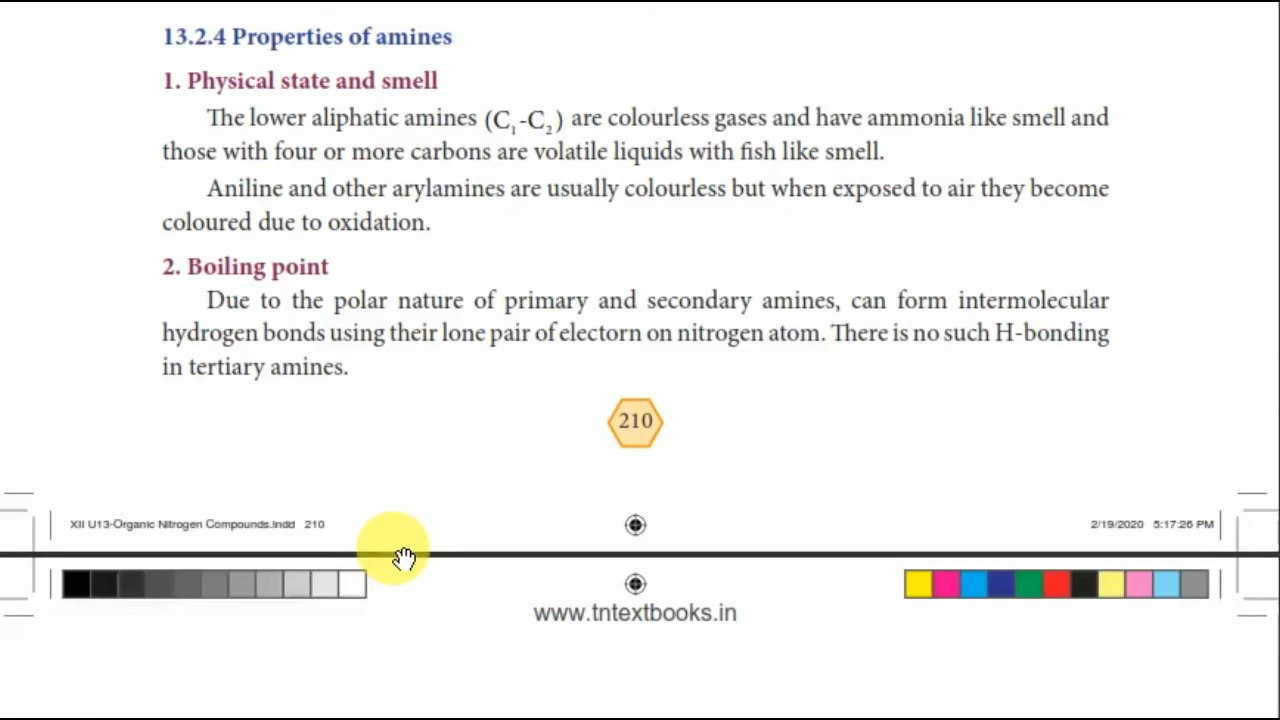 13.2.4 Properties of amines
1. Physical state and smell
The lower aliphatic amines (C₁-C₂) are colourless gases and have ammonia like smell and
those with four or more carbons are volatile liquids with fish like smell.
Aniline and other arylamines are usually colourless but when exposed to air they become
coloured due to oxidation.
2. Boiling point
Due to the polar nature of primary and secondary amines, can form intermolecular
hydrogen bonds using their lone pair of electorn on nitrogen atom. There is no such H-bonding
in tertiary amines.
210
XII U13-Organic Nitrogen Compounds.indd 210
2/19/2020 5:17:26 PM
www.tntextbooks.in